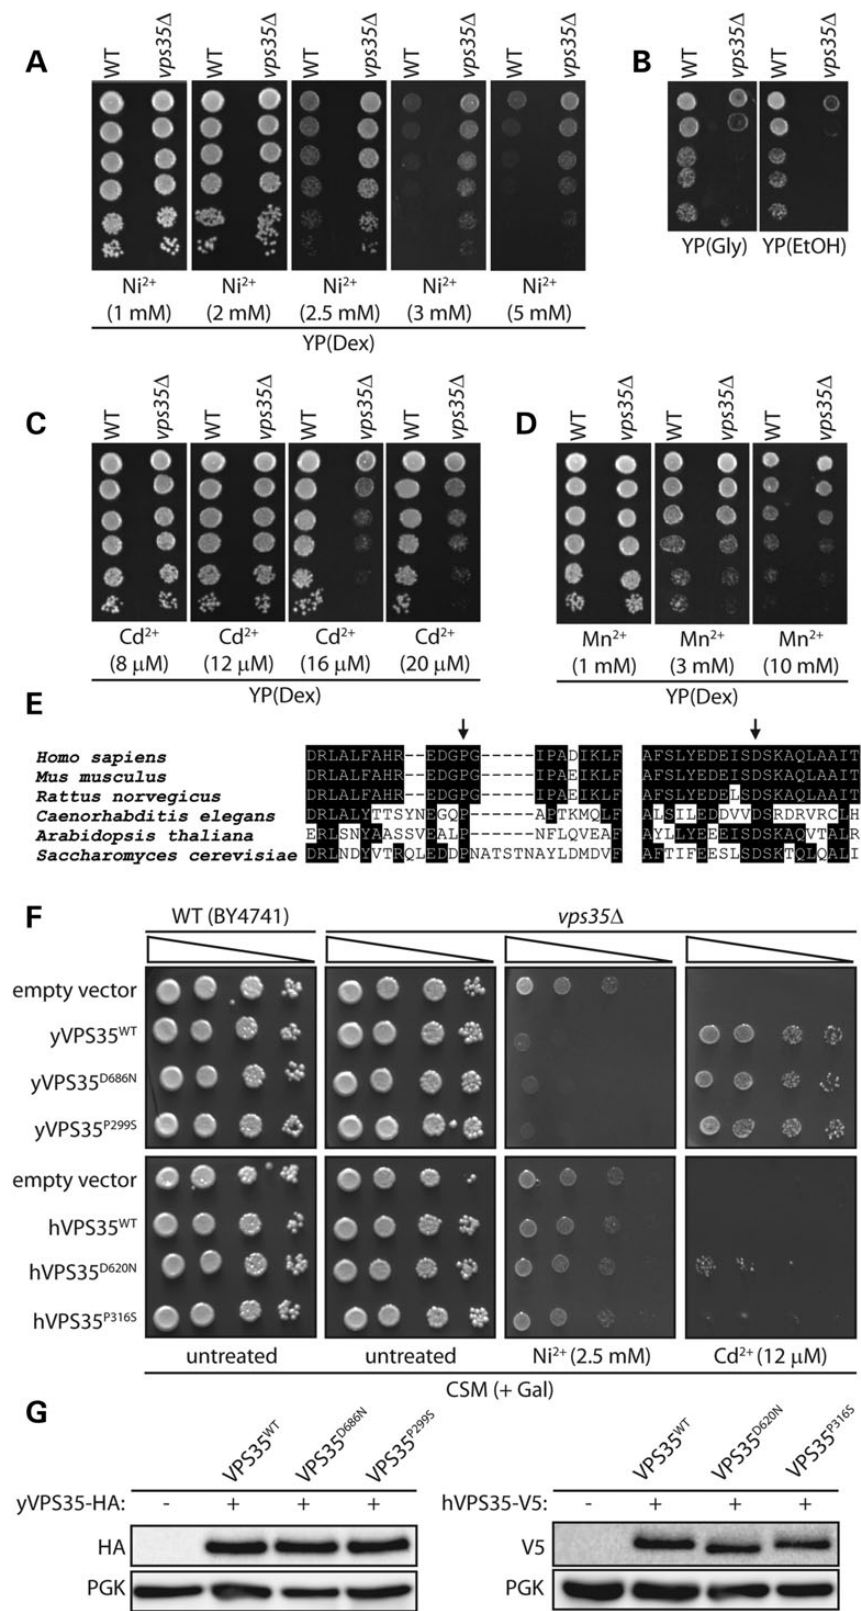 A
WT vps35Δ WT vps35Δ WT vps35Δ WT vps35Δ WT vps35Δ
Ni²⁺ Ni²⁺ Ni²⁺ Ni²⁺ Ni²⁺
(1 mM) (2 mM) (2.5 mM) (3 mM) (5 mM)
YP(Dex)
B
WT vps35Δ WT vps35Δ
YP(Gly) YP(EtOH)
C
WT vps35Δ WT vps35Δ WT vps35Δ WT vps35Δ
Cd²⁺ Cd²⁺ Cd²⁺ Cd²⁺
(8 μM) (12 μM) (16 μM) (20 μM)
YP(Dex)
D
WT vps35Δ WT vps35Δ WT vps35Δ
Mn²⁺ Mn²⁺ Mn²⁺
(1 mM) (3 mM) (10 mM)
YP(Dex)
E
Homo sapiens DRLALFAHR--EDGPG-----IPADIKLF AFSLYEDEISDSKAQLAAIT
Mus musculus DRLALFAHR--EDGPG-----IPAEIKLF AFSLYEDEISDSKAQLAAIT
Rattus norvegicus DRLALFAHR--EDGPG-----IPAEIKLF AFSLYEDELSDSKAQLAAIT
Caenorhabditis elegans DRLALYTTSYNEGQP------APTKMQLF ALSILEDDVVDSRDRVRCLH
Arabidopsis thaliana ERLSNYAASSVEALP------NFLQVEAF AYLLYEEEISDSKAQVTALR
Saccharomyces cerevisiae DRLNDYVTRQLEDDPNATSTNAYLDMDVF AFTIFEESLSDSKTQLQALI
F
WT (BY4741) vps35Δ
empty vector
yVPS35ᵂᵀ
yVPS35ᴰ⁶⁸⁶ᴺ
yVPS35ᴾ²⁹⁹ˢ
empty vector
hVPS35ᵂᵀ
hVPS35ᴰ⁶²⁰ᴺ
hVPS35ᴾ³¹⁶ˢ
untreated untreated Ni²⁺ (2.5 mM) Cd²⁺ (12 μM)
CSM (+ Gal)
G
VPS35ᵂᵀ VPS35ᴰ⁶⁸⁶ᴺ VPS35ᴾ²⁹⁹ˢ
yVPS35-HA: - + + +
HA
PGK
VPS35ᵂᵀ VPS35ᴰ⁶²⁰ᴺ VPS35ᴾ³¹⁶ˢ
hVPS35-V5: - + + +
V5
PGK